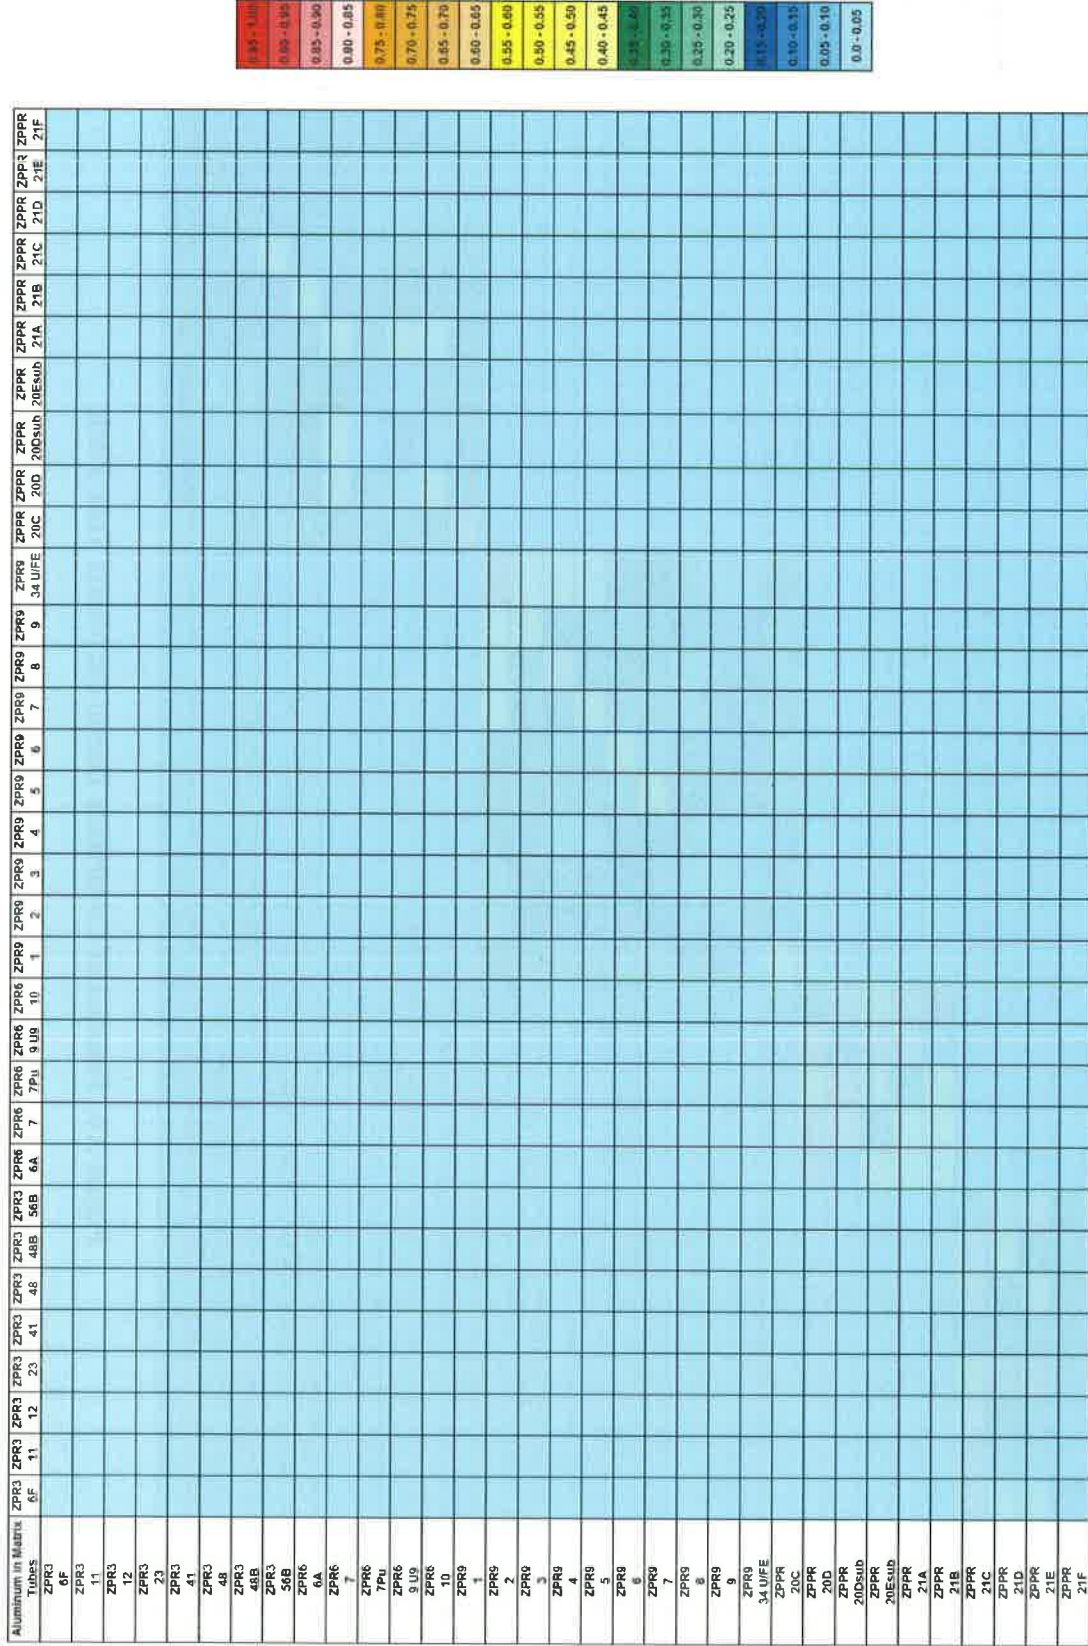 Aluminum in Matrix
Tubes
ZPR3
6F
ZPR3
11
ZPR3
12
ZPR3
23
ZPR3
41
ZPR3
48
ZPR3
48B
ZPR3
56B
ZPR6
6A
ZPR6
7
ZPR6
7Pu
ZPR6
9 U9
ZPR6
10
ZPR9
1
ZPR9
2
ZPR9
3
ZPR9
4
ZPR9
5
ZPR9
6
ZPR9
7
ZPR9
8
ZPR9
9
ZPR9
34 U/FE
ZPPR
20C
ZPPR
20D
ZPPR
20Dsub
ZPPR
20Esub
ZPPR
21A
ZPPR
21B
ZPPR
21C
ZPPR
21D
ZPPR
21E
ZPPR
21F
ZPR3
6F
ZPR3
11
ZPR3
12
ZPR3
23
ZPR3
41
ZPR3
48
ZPR3
48B
ZPR3
56B
ZPR6
6A
ZPR6
7
ZPR6
7Pu
ZPR6
9 U9
ZPR6
10
ZPR9
1
ZPR9
2
ZPR9
3
ZPR9
4
ZPR9
5
ZPR9
6
ZPR9
7
ZPR9
8
ZPR9
9
ZPR9
34 U/FE
ZPPR
20C
ZPPR
20D
ZPPR
20Dsub
ZPPR
20Esub
ZPPR
21A
ZPPR
21B
ZPPR
21C
ZPPR
21D
ZPPR
21E
ZPPR
21F
0.95 - 1.00
0.90 - 0.95
0.85 - 0.90
0.80 - 0.85
0.75 - 0.80
0.70 - 0.75
0.65 - 0.70
0.60 - 0.65
0.55 - 0.60
0.50 - 0.55
0.45 - 0.50
0.40 - 0.45
0.35 - 0.40
0.30 - 0.35
0.25 - 0.30
0.20 - 0.25
0.15 - 0.20
0.10 - 0.15
0.05 - 0.10
0.0 - 0.05